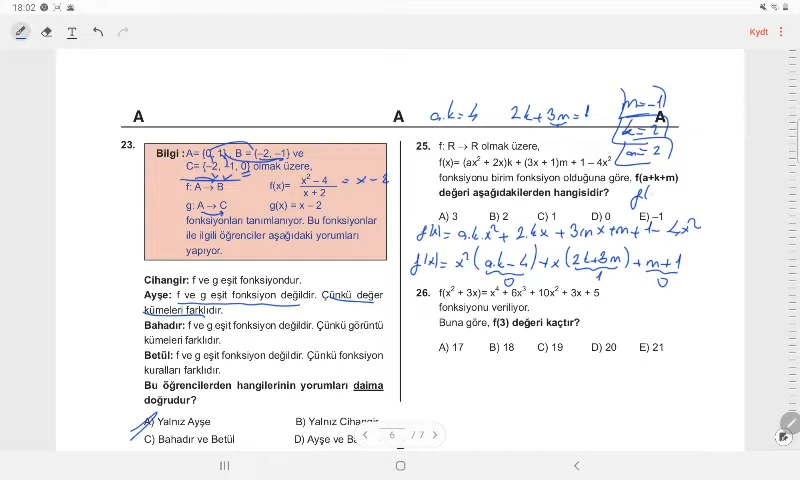 18:02
Kydt
A
A
A
a.k=4 2k+3m=1
m=-1
k=2
a=2
23.
Bilgi : A= {0, 1}, B = {–2, –1} ve
C= {–2, –1, 0} olmak üzere,
f: A → B f(x)= x² – 4 / x + 2 = x - 2
g: A → C g(x) = x – 2
fonksiyonları tanımlanıyor. Bu fonksiyonlar
ile ilgili öğrenciler aşağıdaki yorumları
yapıyor.
Cihangir: f ve g eşit fonksiyondur.
Ayşe: f ve g eşit fonksiyon değildir. Çünkü değer
kümeleri farklıdır.
Bahadır: f ve g eşit fonksiyon değildir. Çünkü görüntü
kümeleri farklıdır.
Betül: f ve g eşit fonksiyon değildir. Çünkü fonksiyon
kuralları farklıdır.
Bu öğrencilerden hangilerinin yorumları daima
doğrudur?
A) Yalnız Ayşe B) Yalnız Cihangir
C) Bahadır ve Betül D) Ayşe ve
25. f: R → R olmak üzere,
f(x)= (ax² + 2x)k + (3x + 1)m + 1 – 4x²
fonksiyonu birim fonksiyon olduğuna göre, f(a+k+m)
değeri aşağıdakilerden hangisidir?
f(
A) 3 B) 2 C) 1 D) 0 E) –1
f(x)= a.k.x²+ 2.kx + 3mx+m+1-4x²
f(x)= x²(a.k-4)+x(2k+3m)+m+1
0 1 0
26. f(x² + 3x)= x⁴ + 6x³ + 10x² + 3x + 5
fonksiyonu veriliyor.
Buna göre, f(3) değeri kaçtır?
A) 17 B) 18 C) 19 D) 20 E) 21
6 / 7